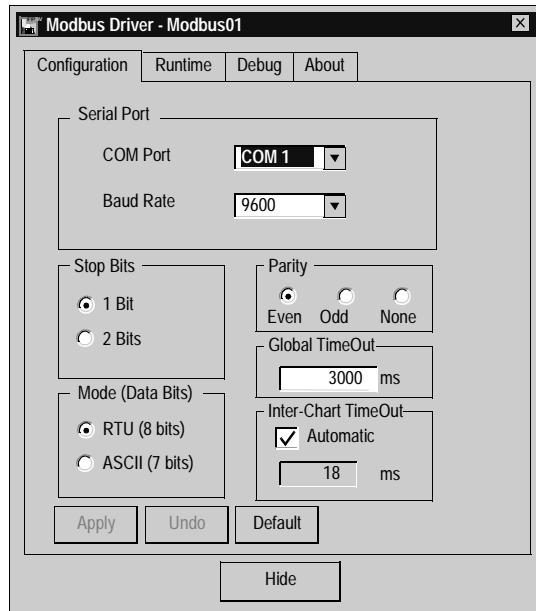 Modbus Driver - Modbus01
Configuration Runtime Debug About
Serial Port
COM Port COM 1
Baud Rate 9600
Stop Bits
1 Bit
2 Bits
Parity
Even Odd None
Global TimeOut
3000 ms
Mode (Data Bits)
RTU (8 bits)
ASCII (7 bits)
Inter-Chart TimeOut
Automatic
18 ms
Apply Undo Default
Hide